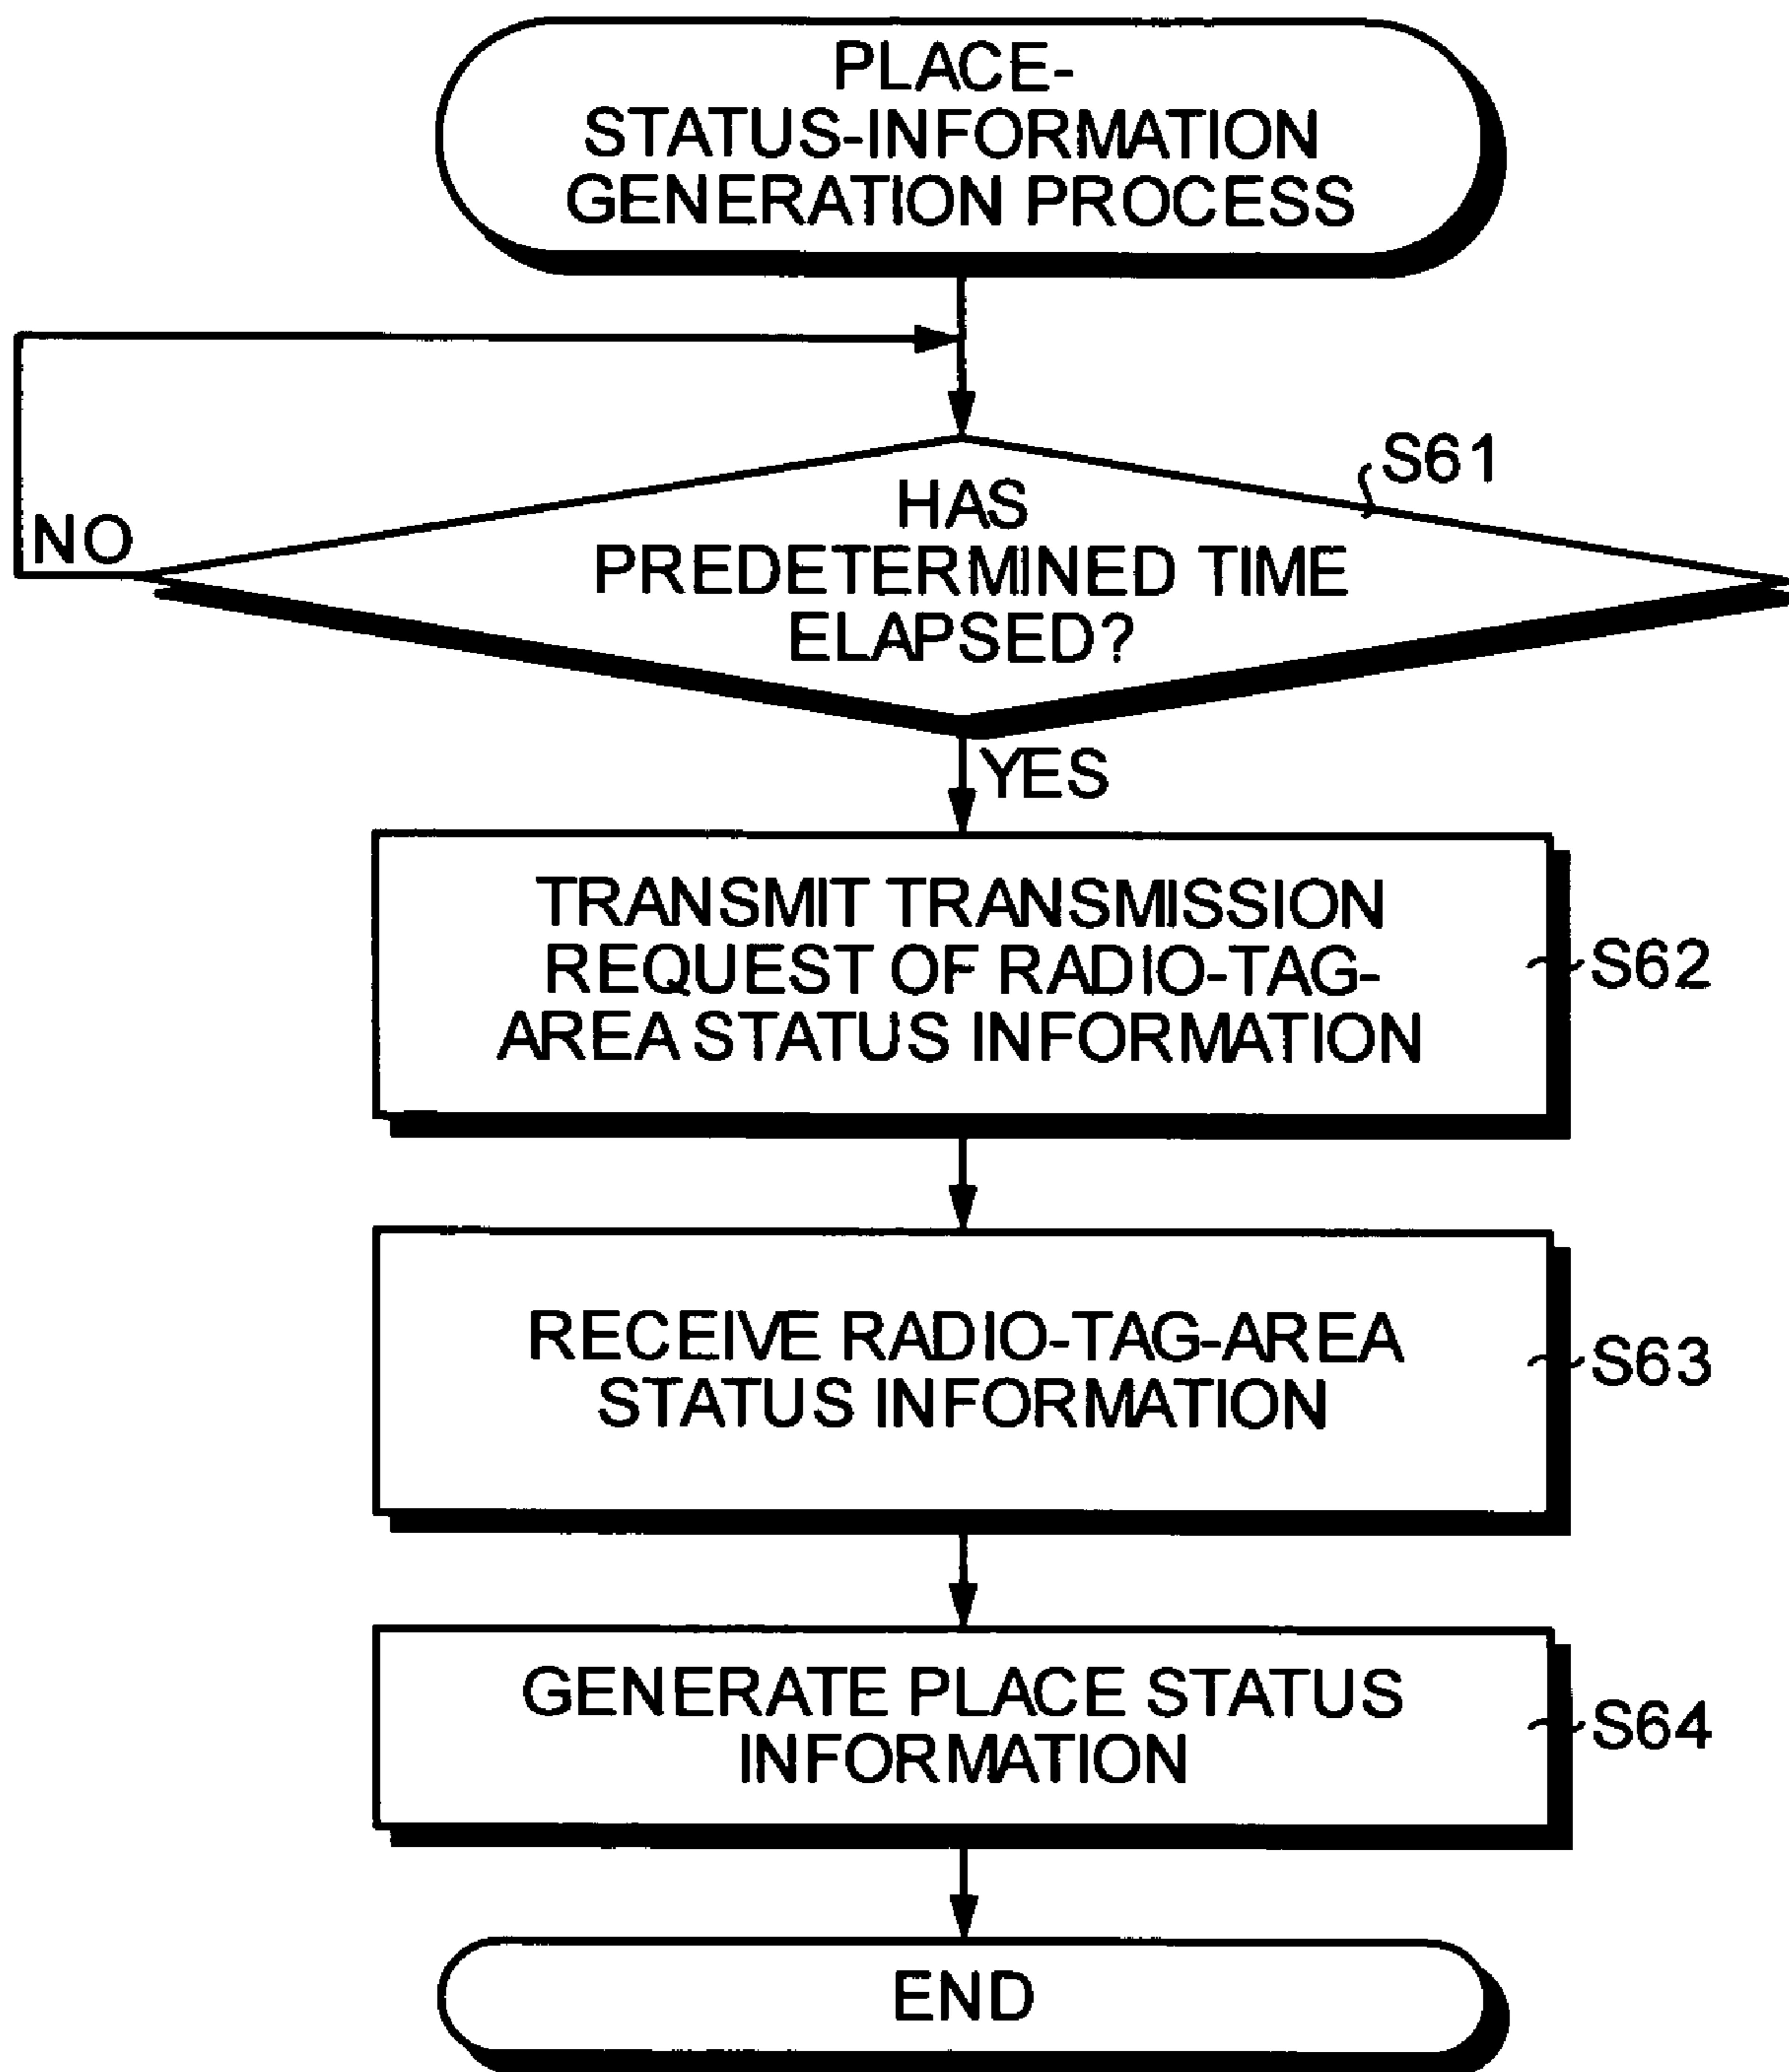 PLACE-
STATUS-INFORMATION
GENERATION PROCESS
S61
HAS
PREDETERMINED TIME
ELAPSED?
NO
YES
TRANSMIT TRANSMISSION
REQUEST OF RADIO-TAG-
AREA STATUS INFORMATION
S62
RECEIVE RADIO-TAG-AREA
STATUS INFORMATION
S63
GENERATE PLACE STATUS
INFORMATION
S64
END